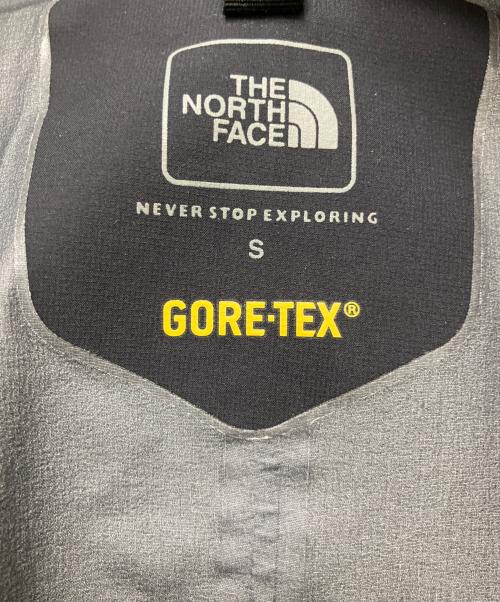 THE
NORTH
FACE
NEVER STOP EXPLORING
S
GORE-TEX®